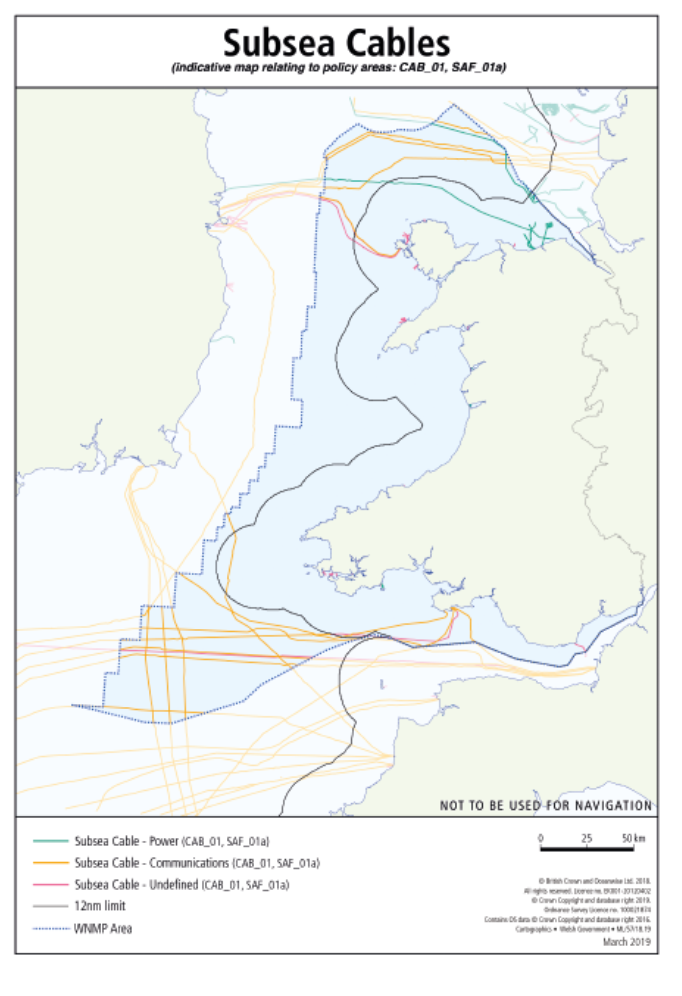 Subsea Cables
(indicative map relating to policy areas: CAB_01, SAF_01a)
NOT TO BE USED FOR NAVIGATION
Subsea Cable - Power (CAB_01, SAF_01a)
Subsea Cable - Communications (CAB_01, SAF_01a)
Subsea Cable - Undefined (CAB_01, SAF_01a)
12nm limit
WNMP Area
0 25 50 km
© British Crown and OceanWise Ltd. 2018.
All rights reserved. Licence no. EK001-20120402
© Crown Copyright and database right 2019.
Ordnance Survey Licence no. 100021874
Contains OS data © Crown Copyright and database right 2016.
Cartographics • Welsh Government • ML/57/18.19
March 2019